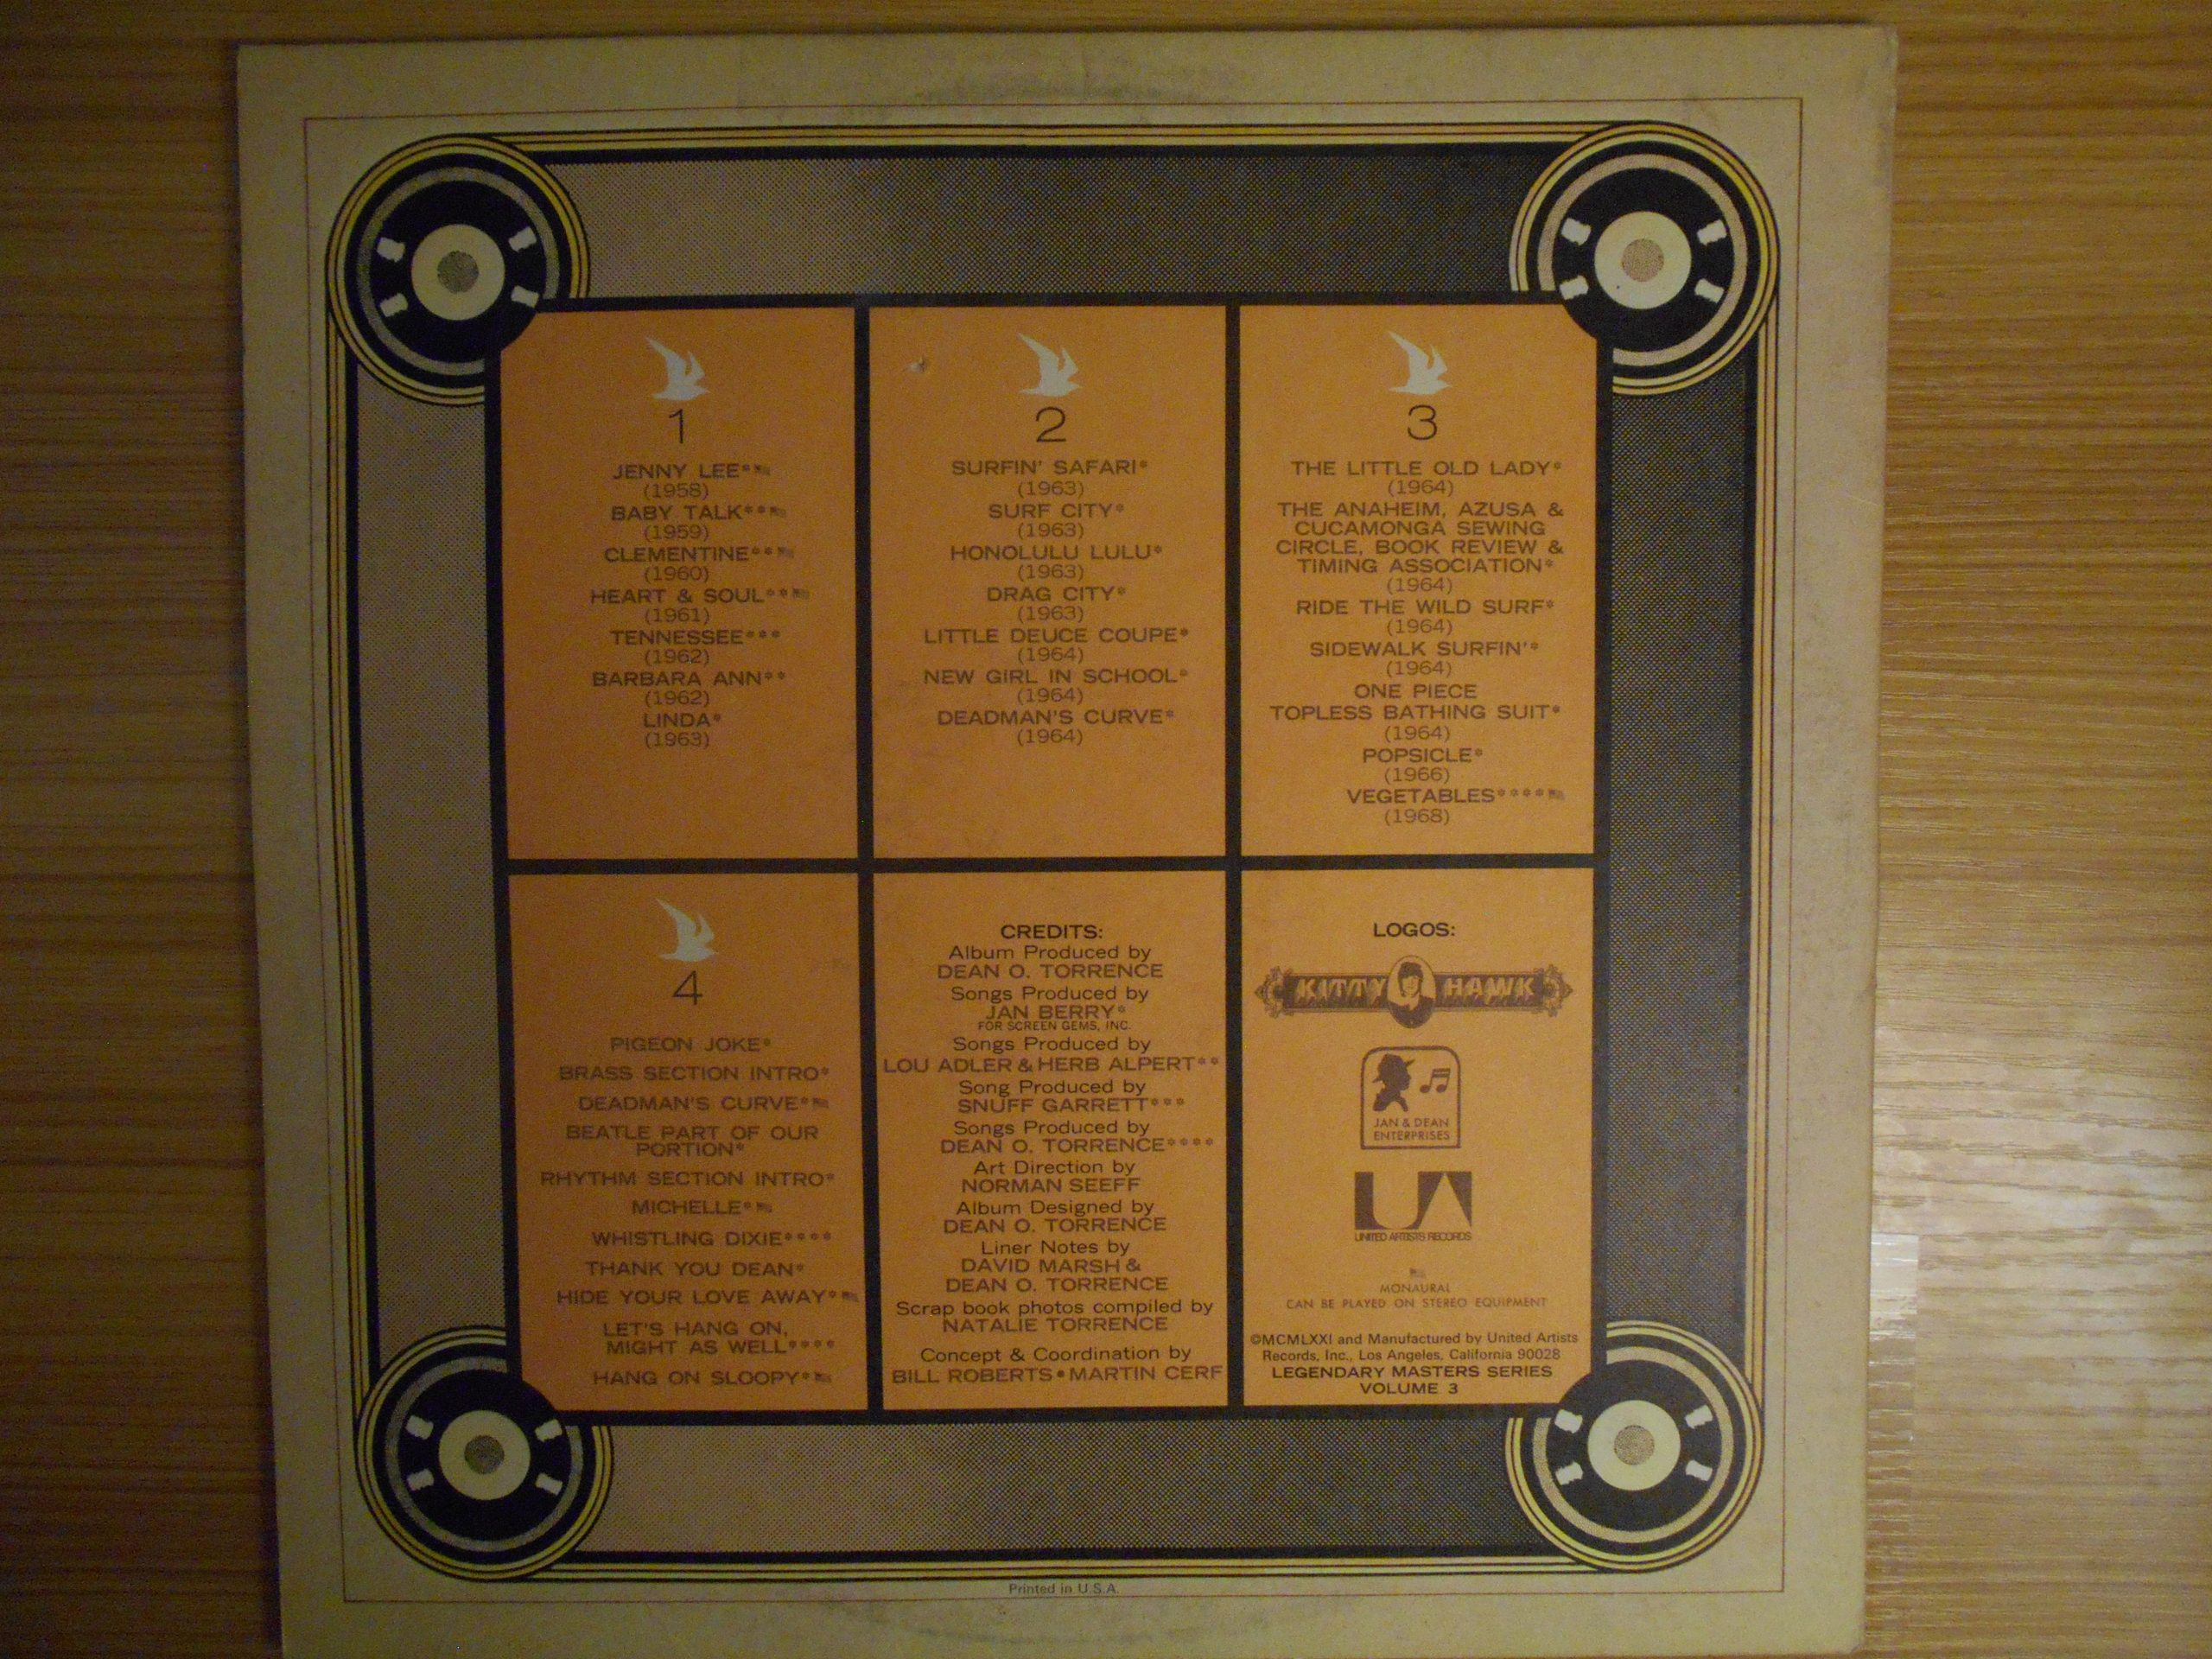 1
JENNY LEE*
(1958)
BABY TALK**
(1959)
CLEMENTINE**
(1960)
HEART & SOUL**
(1961)
TENNESSEE***
(1962)
BARBARA ANN**
(1962)
LINDA*
(1963)
2
SURFIN' SAFARI*
(1963)
SURF CITY*
(1963)
HONOLULU LULU*
(1963)
DRAG CITY*
(1963)
LITTLE DEUCE COUPE*
(1964)
NEW GIRL IN SCHOOL*
(1964)
DEADMAN'S CURVE*
(1964)
3
THE LITTLE OLD LADY*
(1964)
THE ANAHEIM, AZUSA &
CUCAMONGA SEWING
CIRCLE, BOOK REVIEW &
TIMING ASSOCIATION*
(1964)
RIDE THE WILD SURF*
(1964)
SIDEWALK SURFIN'*
(1964)
ONE PIECE
TOPLESS BATHING SUIT*
(1964)
POPSICLE*
(1966)
VEGETABLES****
(1968)
4
PIGEON JOKE*
BRASS SECTION INTRO*
DEADMAN'S CURVE*
BEATLE PART OF OUR
PORTION*
RHYTHM SECTION INTRO*
MICHELLE*
WHISTLING DIXIE****
THANK YOU DEAN*
HIDE YOUR LOVE AWAY*
LET'S HANG ON,
MIGHT AS WELL****
HANG ON SLOOPY*
CREDITS:
Album Produced by
DEAN O. TORRENCE
Songs Produced by
JAN BERRY*
FOR SCREEN GEMS, INC.
Songs Produced by
LOU ADLER & HERB ALPERT**
Song Produced by
SNUFF GARRETT***
Songs Produced by
DEAN O. TORRENCE****
Art Direction by
NORMAN SEEFF
Album Designed by
DEAN O. TORRENCE
Liner Notes by
DAVID MARSH &
DEAN O. TORRENCE
Scrap book photos compiled by
NATALIE TORRENCE
Concept & Coordination by
BILL ROBERTS • MARTIN CERF
LOGOS:
KITTY HAWK
JAN & DEAN
ENTERPRISES
UA
UNITED ARTISTS RECORDS
MONAURAL
CAN BE PLAYED ON STEREO EQUIPMENT
©MCMLXXI and Manufactured by United Artists
Records, Inc., Los Angeles, California 90028
LEGENDARY MASTERS SERIES
VOLUME 3
Printed in U.S.A.